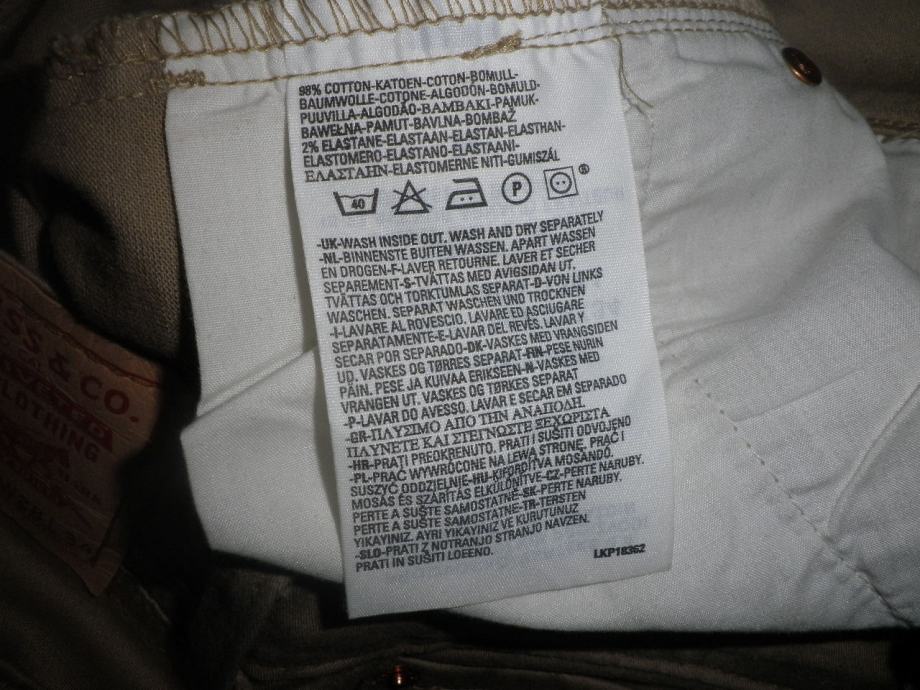 98% COTTON-KATOEN-COTON-BOMULL-
BAUMWOLLE-COTONE-ALGODÓN-BOMULD-
PUUVILLA-ALGODÃO-BAMBAKI-PAMUK-
BAWEŁNA-PAMUT-BAVLNA-BOMBAŽ
2% ELASTANE-ELASTAAN-ELASTAN-ELASTHAN-
ELASTOMERO-ELASTANO-ELASTAANI-
ΕΛΑΣΤΑΗΝ-ELASTOMERNE NITI-GUMISZÁL
40 P ®
-UK-WASH INSIDE OUT. WASH AND DRY SEPARATELY
-NL-BINNENSTE BUITEN WASSEN. APART WASSEN
EN DROGEN-F-LAVER RETOURNE. LAVER ET SECHER
SEPAREMENT-S-TVÄTTAS MED AVIGSIDAN UT,
TVÄTTAS OCH TORKTUMLAS SEPARAT-D-VON LINKS
WASCHEN. SEPARAT WASCHEN UND TROCKNEN
-I-LAVARE AL ROVESCIO. LAVARE ED ASCIUGARE
SEPARATAMENTE-E-LAVAR DEL REVÉS. LAVAR Y
SECAR POR SEPARADO-DK-VASKES MED VRANGSIDEN
UD. VASKES OG TØRRES SEPARAT-FIN-PESE NURIN
PÄIN. PESE JA KUIVAA ERIKSEEN-N-VASKES MED
VRANGEN UT. VASKES OG TØRKES SEPARAT
-P-LAVAR DO AVESSO. LAVAR E SECAR EM SEPARADO
-GR-ΠΛΥΣΙΜΟ ΑΠΟ ΤΗΝ ΑΝΑΠΟΔΗ.
ΠΛΥΝΕΤΕ ΚΑΙ ΣΤΕΓΝΩΣΤΕ ΞΕΧΩΡΙΣΤΑ
-HR-PRATI PREOKRENUTO. PRATI I SUŠITI ODVOJENO
-PL-PRAĆ WYWRÓCONE NA LEWĄ STRONĘ. PRAĆ I
SUSZYĆ ODDZIELNIE-HU-KIFORDÍTVA MOSANDÓ.
MOSÁS ÉS SZÁRÍTÁS ELKÜLÖNÍTVE-CZ-PERTE NARUBY.
PERTE A SUŠTE SAMOSTATNĚ-SK-PERTE NARUBY.
PERTE A SUŠTE SAMOSTATNE-TR-TERSTEN
YIKAYINIZ. AYRI YIKAYINIZ VE KURUTUNUZ
-SLO-PRATI Z NOTRANJO STRANJO NAVZEN.
PRATI IN SUŠITI LOEENO.
LKP18362
SS & CO.
CLOTHING